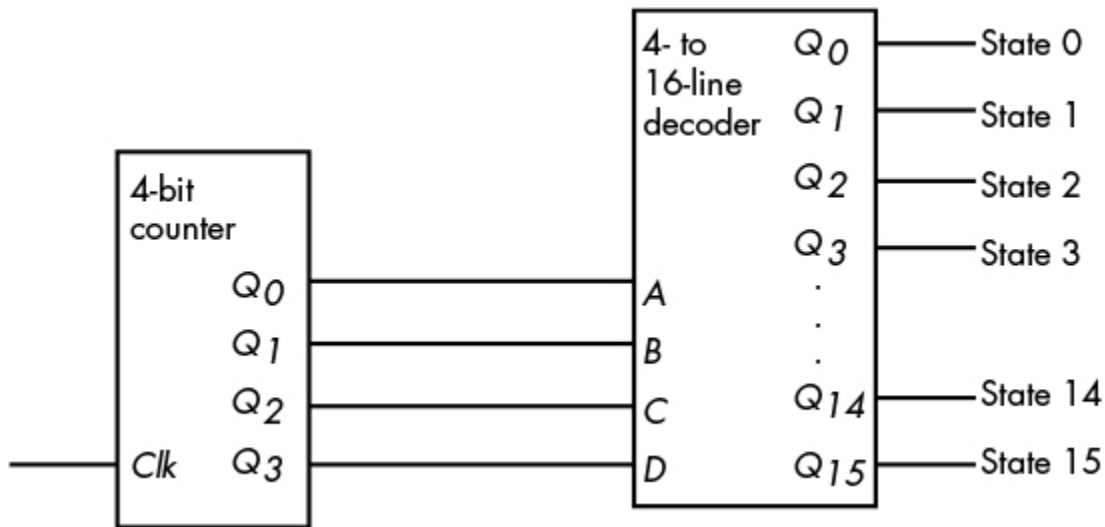 4-bit
counter
Q0
Q1
Q2
Clk Q3
4- to
16-line
decoder
A
B
C
D
Q0
Q1
Q2
Q3
.
.
.
Q14
Q15
State 0
State 1
State 2
State 3
State 14
State 15